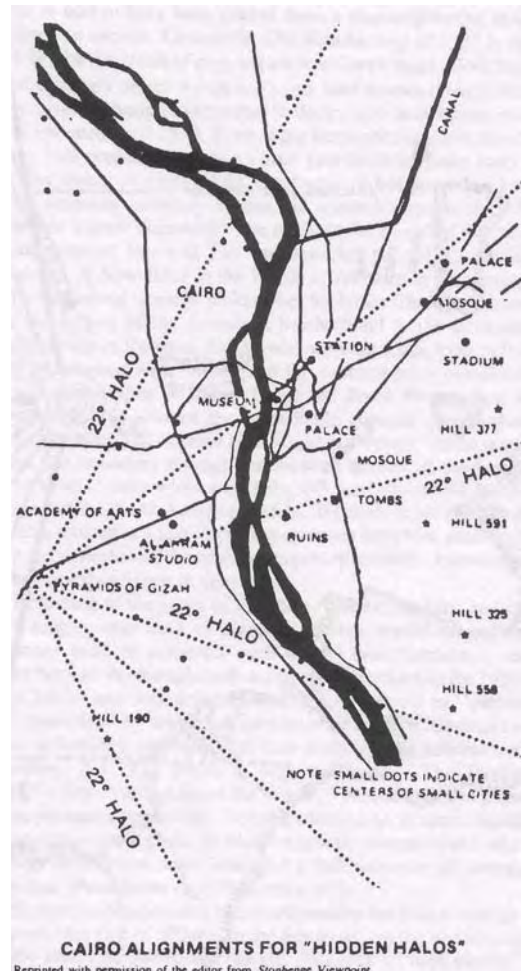 CANAL
PALACE
CAIRO
MOSQUE
STATION
STADIUM
22° HALO
MUSEUM
PALACE
HILL 377
MOSQUE
22° HALO
TOMBS
ACADEMY OF ARTS
HILL 591
RUINS
AL AHRAM
STUDIO
PYRAMIDS OF GIZAH
22° HALO
HILL 325
HILL 558
HILL 190
22° HALO
NOTE SMALL DOTS INDICATE
CENTERS OF SMALL CITIES
CAIRO ALIGNMENTS FOR "HIDDEN HALOS"
Reprinted with permission of the editor from Stonehenge Viewpoint